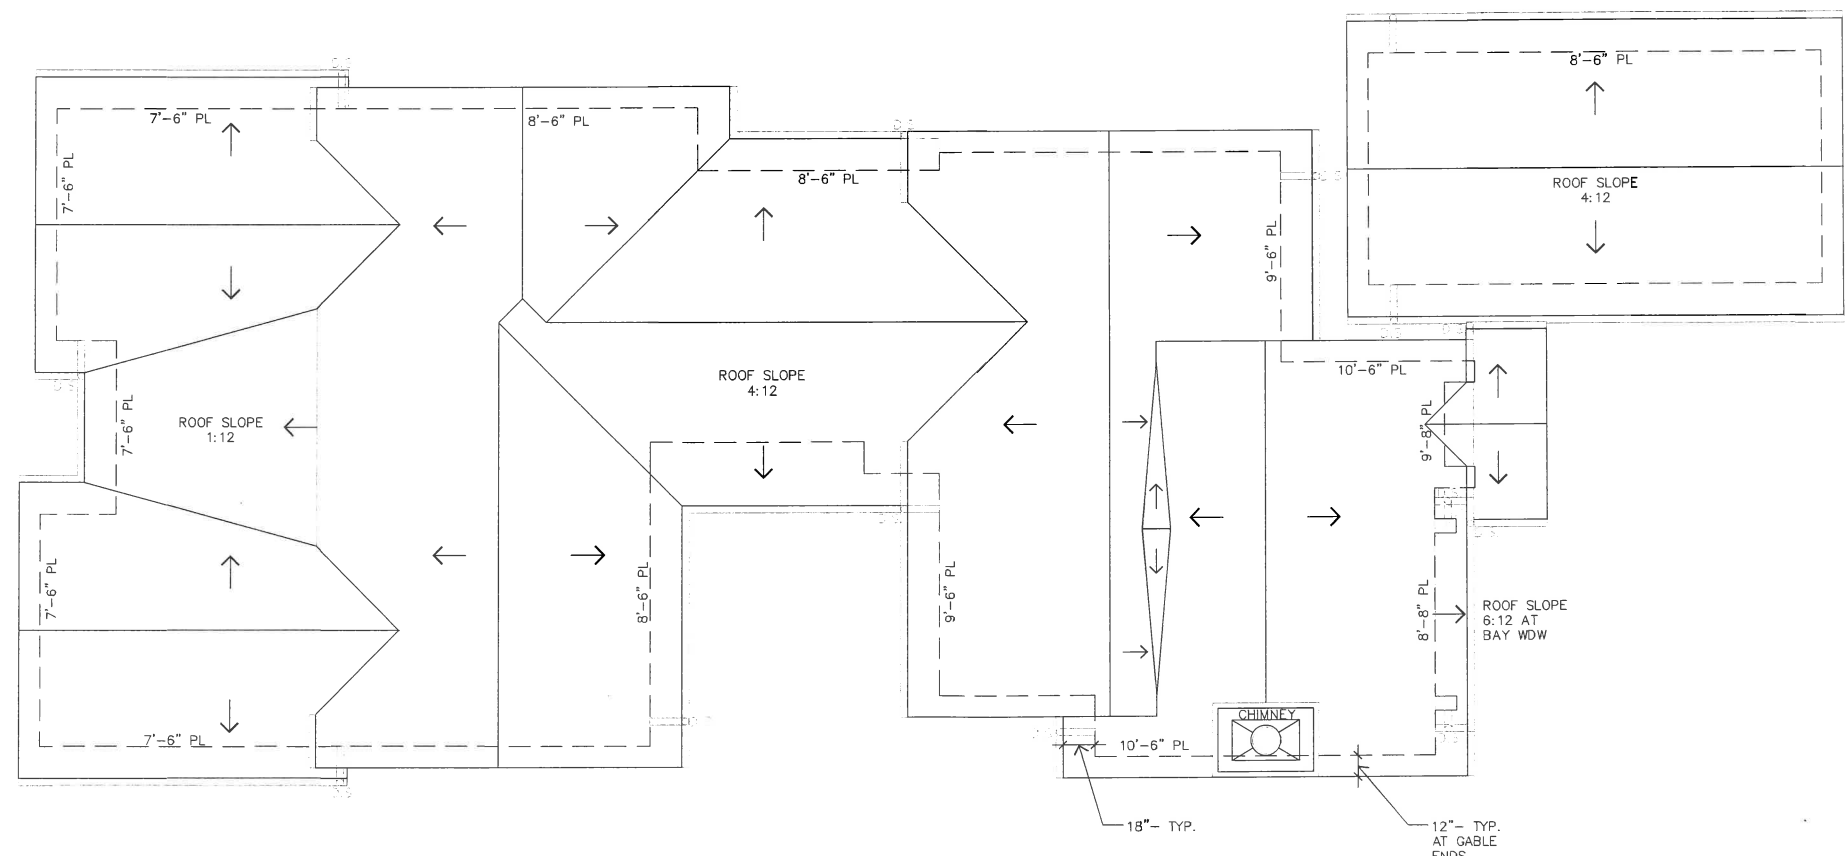 8'-6" PL
7'-6" PL
8'-6" PL
7'-6" PL
8'-6" PL
ROOF SLOPE
4:12
9'-6" PL
ROOF SLOPE
4:12
10'-6" PL
ROOF SLOPE
1:12
7'-6" PL
9'-8" PL
7'-6" PL
8'-6" PL
9'-6" PL
8'-8" PL
ROOF SLOPE
6:12 AT
BAY WDW
CHIMNEY
7'-6" PL
10'-6" PL
18"- TYP.
12"- TYP.
AT GABLE
ENDS